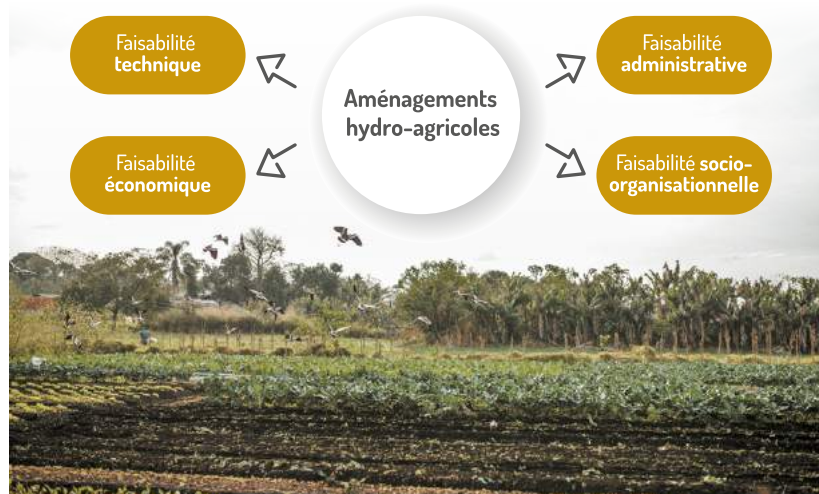 Faisabilité
technique
Faisabilité
économique
Aménagements
hydro-agricoles
Faisabilité
administrative
Faisabilité socio-
organisationnelle